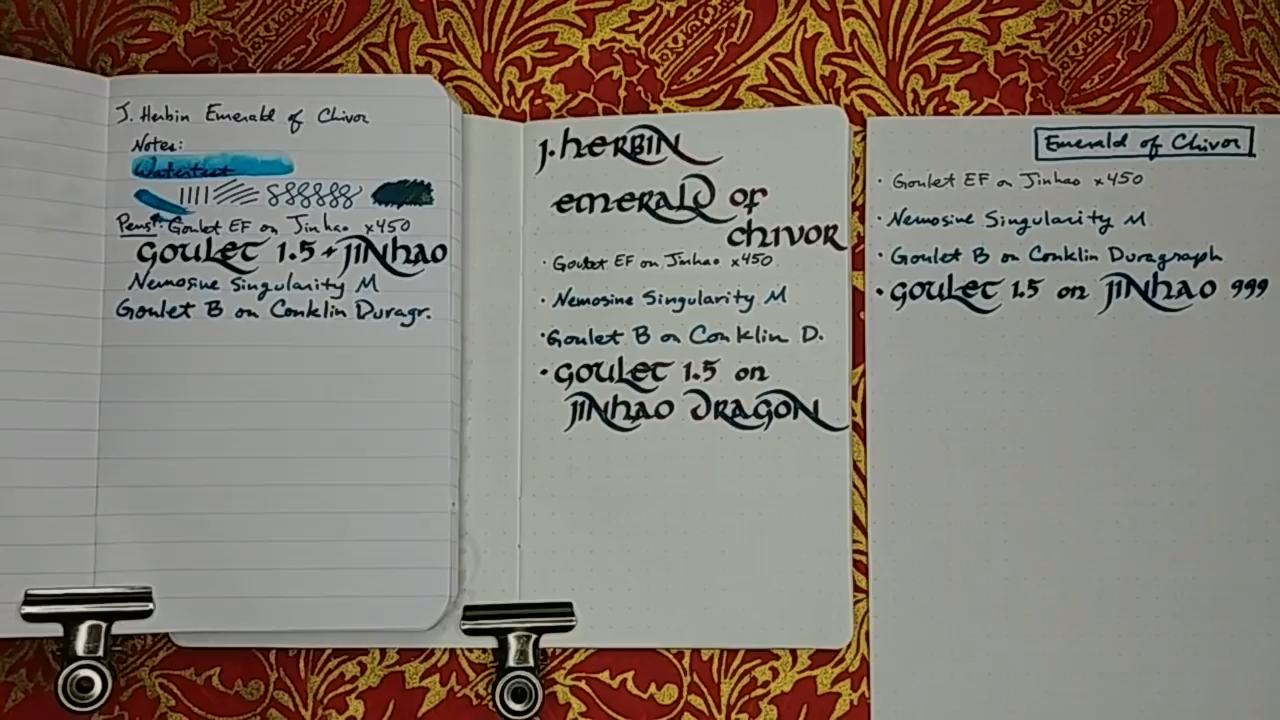 J. Herbin Emerald of Chivor
Notes:
Watertest
Pens: Goulet EF on Jinhao x450
Goulet 1.5 + Jinhao
Nemosine Singularity M
Goulet B on Conklin Duragr.
J. Herbin
Emerald of
Chivor
Goulet EF on Jinhao x450
· Nemosine Singularity M
· Goulet B on Conklin D.
· Goulet 1.5 on
Jinhao Dragon
Emerald of Chivor
· Goulet EF on Jinhao x450
· Nemosine Singularity M
· Goulet B on Conklin Duragraph
· Goulet 1.5 on Jinhao 999